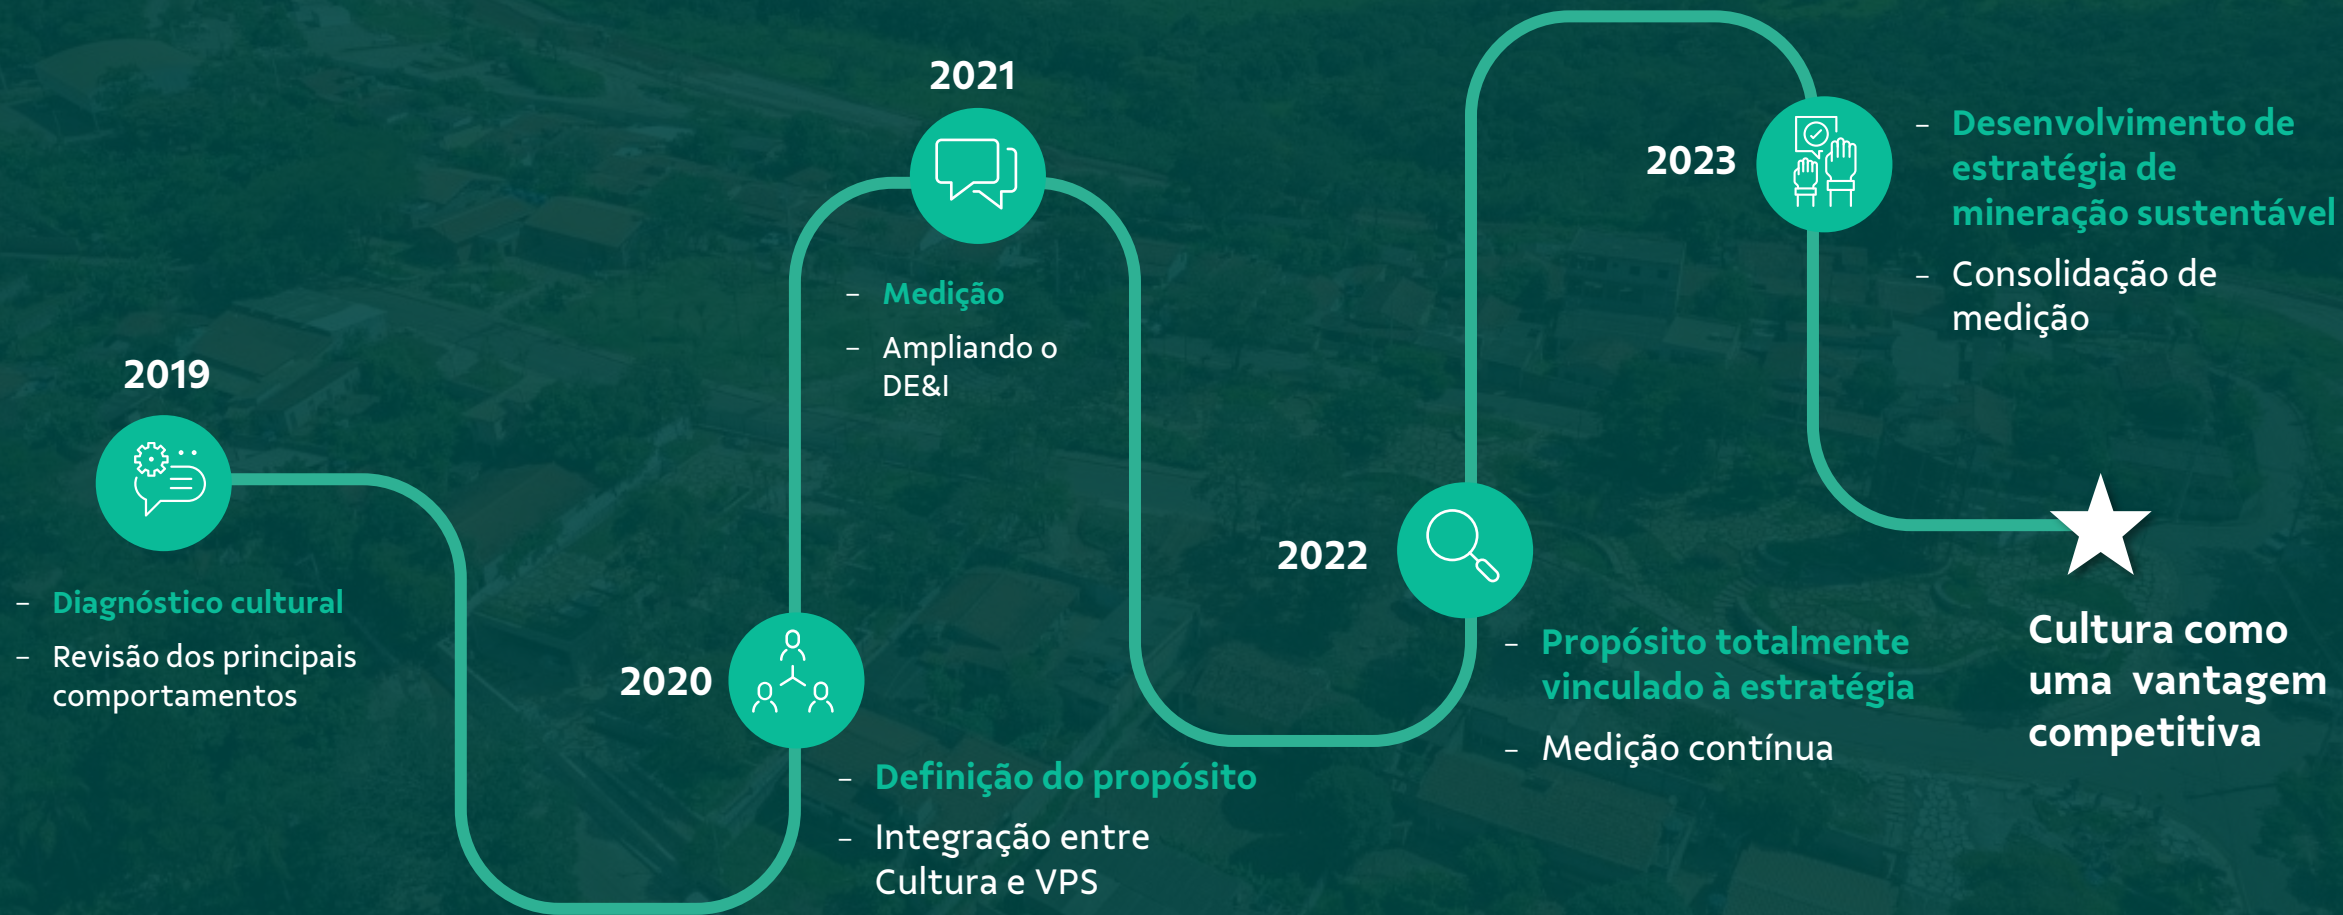 2019
– Diagnóstico cultural
– Revisão dos principais
comportamentos
2020
– Definição do propósito
– Integração entre
Cultura e VPS
2021
– Medição
– Ampliando o
DE&I
2022
– Propósito totalmente
vinculado à estratégia
– Medição contínua
2023
– Desenvolvimento de
estratégia de
mineração sustentável
– Consolidação de
medição
Cultura como
uma vantagem
competitiva